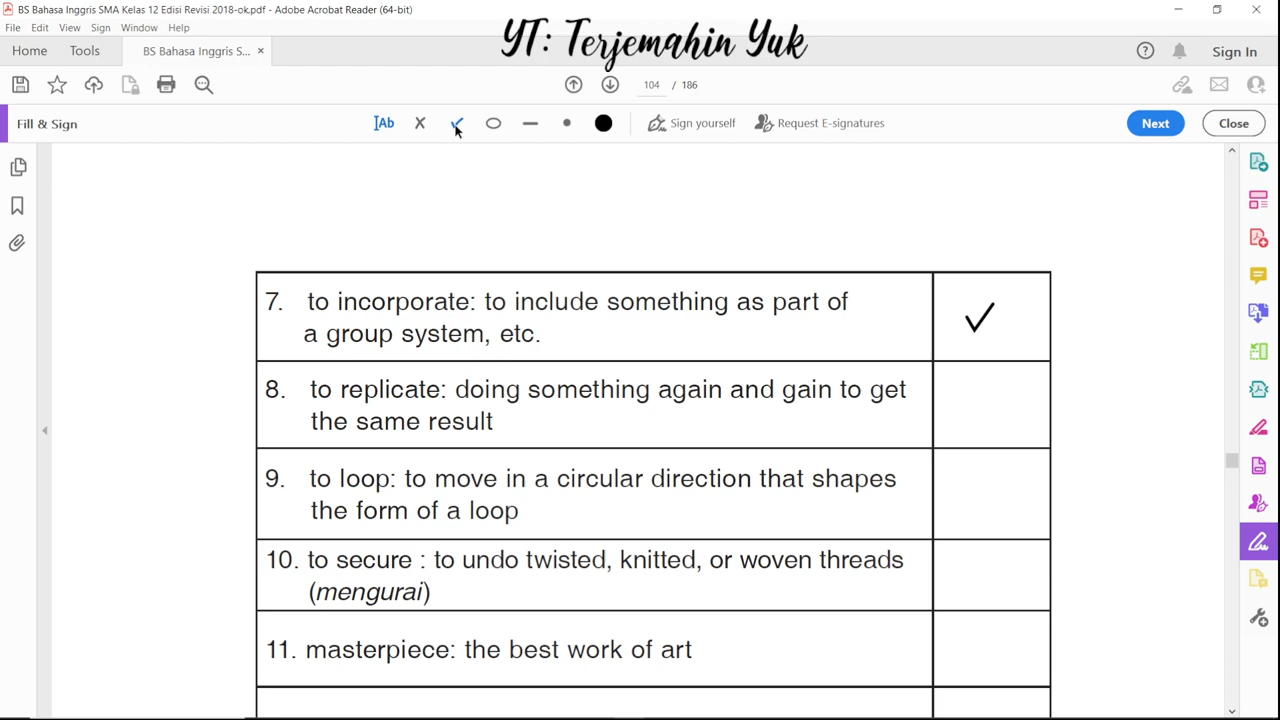 BS Bahasa Inggris SMA Kelas 12 Edisi Revisi 2018-ok.pdf - Adobe Acrobat Reader (64-bit)
File Edit View Sign Window Help
YT: Terjemahin Yuk
Home Tools BS Bahasa Inggris S... × Sign In
104 / 186
Fill & Sign IAb Sign yourself Request E-signatures Next Close
7. to incorporate: to include something as part of
a group system, etc.
8. to replicate: doing something again and gain to get
the same result
9. to loop: to move in a circular direction that shapes
the form of a loop
10. to secure : to undo twisted, knitted, or woven threads
(mengurai)
11. masterpiece: the best work of art